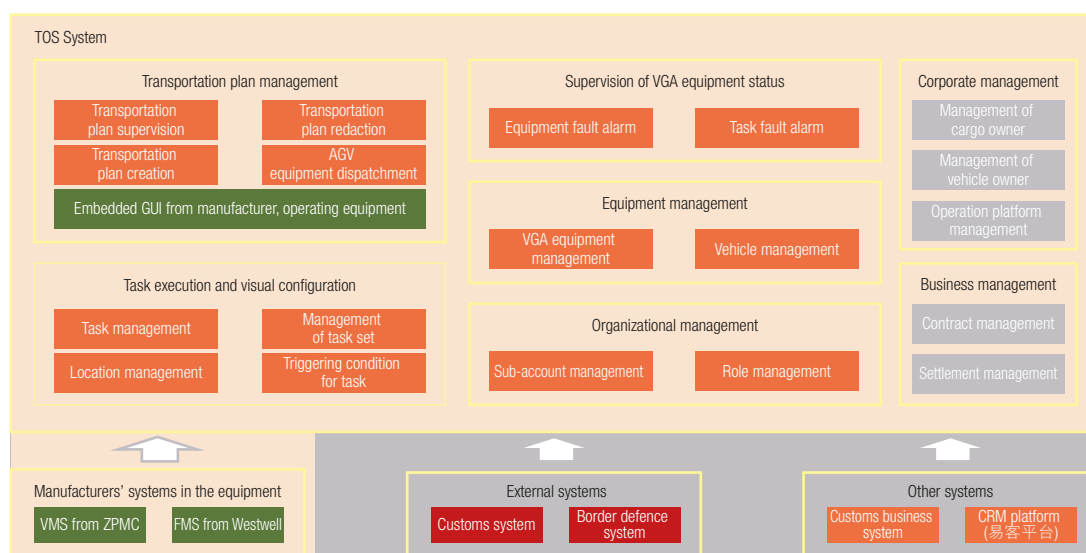 TOS System
Transportation plan management
Transportation
plan supervision
Transportation
plan redaction
Transportation
plan creation
AGV
equipment dispatchment
Embedded GUI from manufacturer, operating equipment
Task execution and visual configuration
Task management
Management
of task set
Location management
Triggering condition
for task
Supervision of VGA equipment status
Equipment fault alarm
Task fault alarm
Equipment management
VGA equipment
management
Vehicle management
Organizational management
Sub-account management
Role management
Corporate management
Management of
cargo owner
Management of
vehicle owner
Operation platform
management
Business management
Contract management
Settlement management
Manufacturers' systems in the equipment
VMS from ZPMC
FMS from Westwell
External systems
Customs system
Border defence
system
Other systems
Customs business
system
CRM platform
(易客平台)